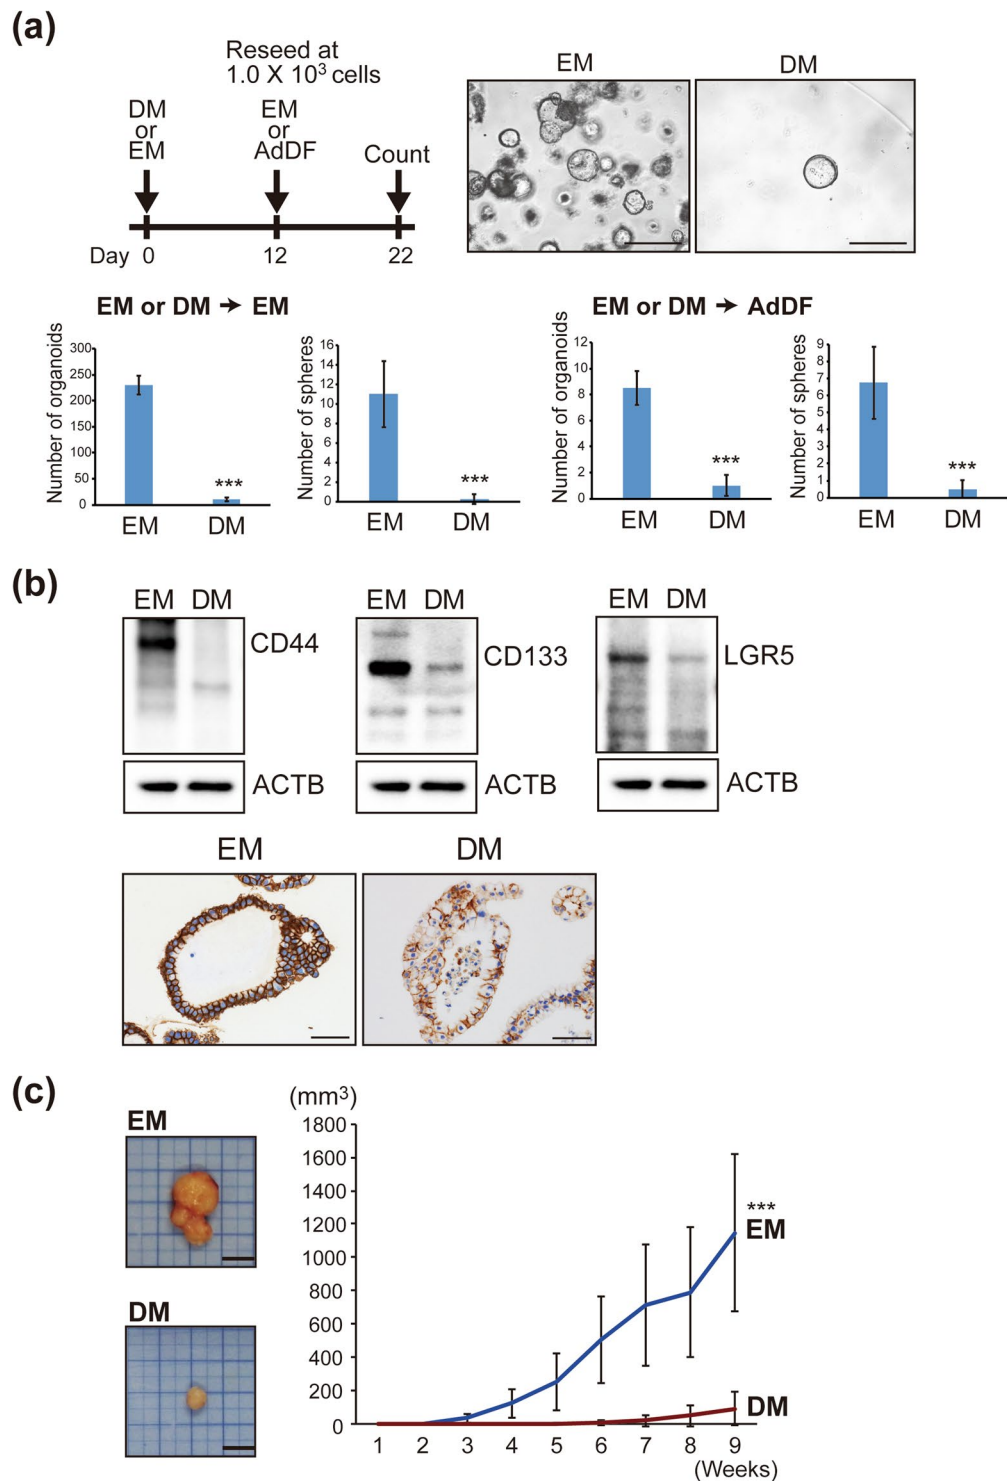 (a)
Reseed at
1.0 X 10³ cells
DM
or
EM
EM
or
AdDF
Count
Day 0 12 22
EM
DM
EM or DM → EM
Number of organoids
300
250
200
150
100
50
0
***
EM DM
Number of spheres
16
14
12
10
8
6
4
2
0
***
EM DM
EM or DM → AdDF
Number of organoids
12
10
8
6
4
2
0
***
EM DM
Number of spheres
9
8
7
6
5
4
3
2
1
0
***
EM DM
(b)
EM DM
CD44
ACTB
EM DM
CD133
ACTB
EM DM
LGR5
ACTB
EM
DM
(c)
EM
DM
(mm³)
1800
1600
1400
1200
1000
800
600
400
200
0
***
EM
DM
1 2 3 4 5 6 7 8 9
(Weeks)